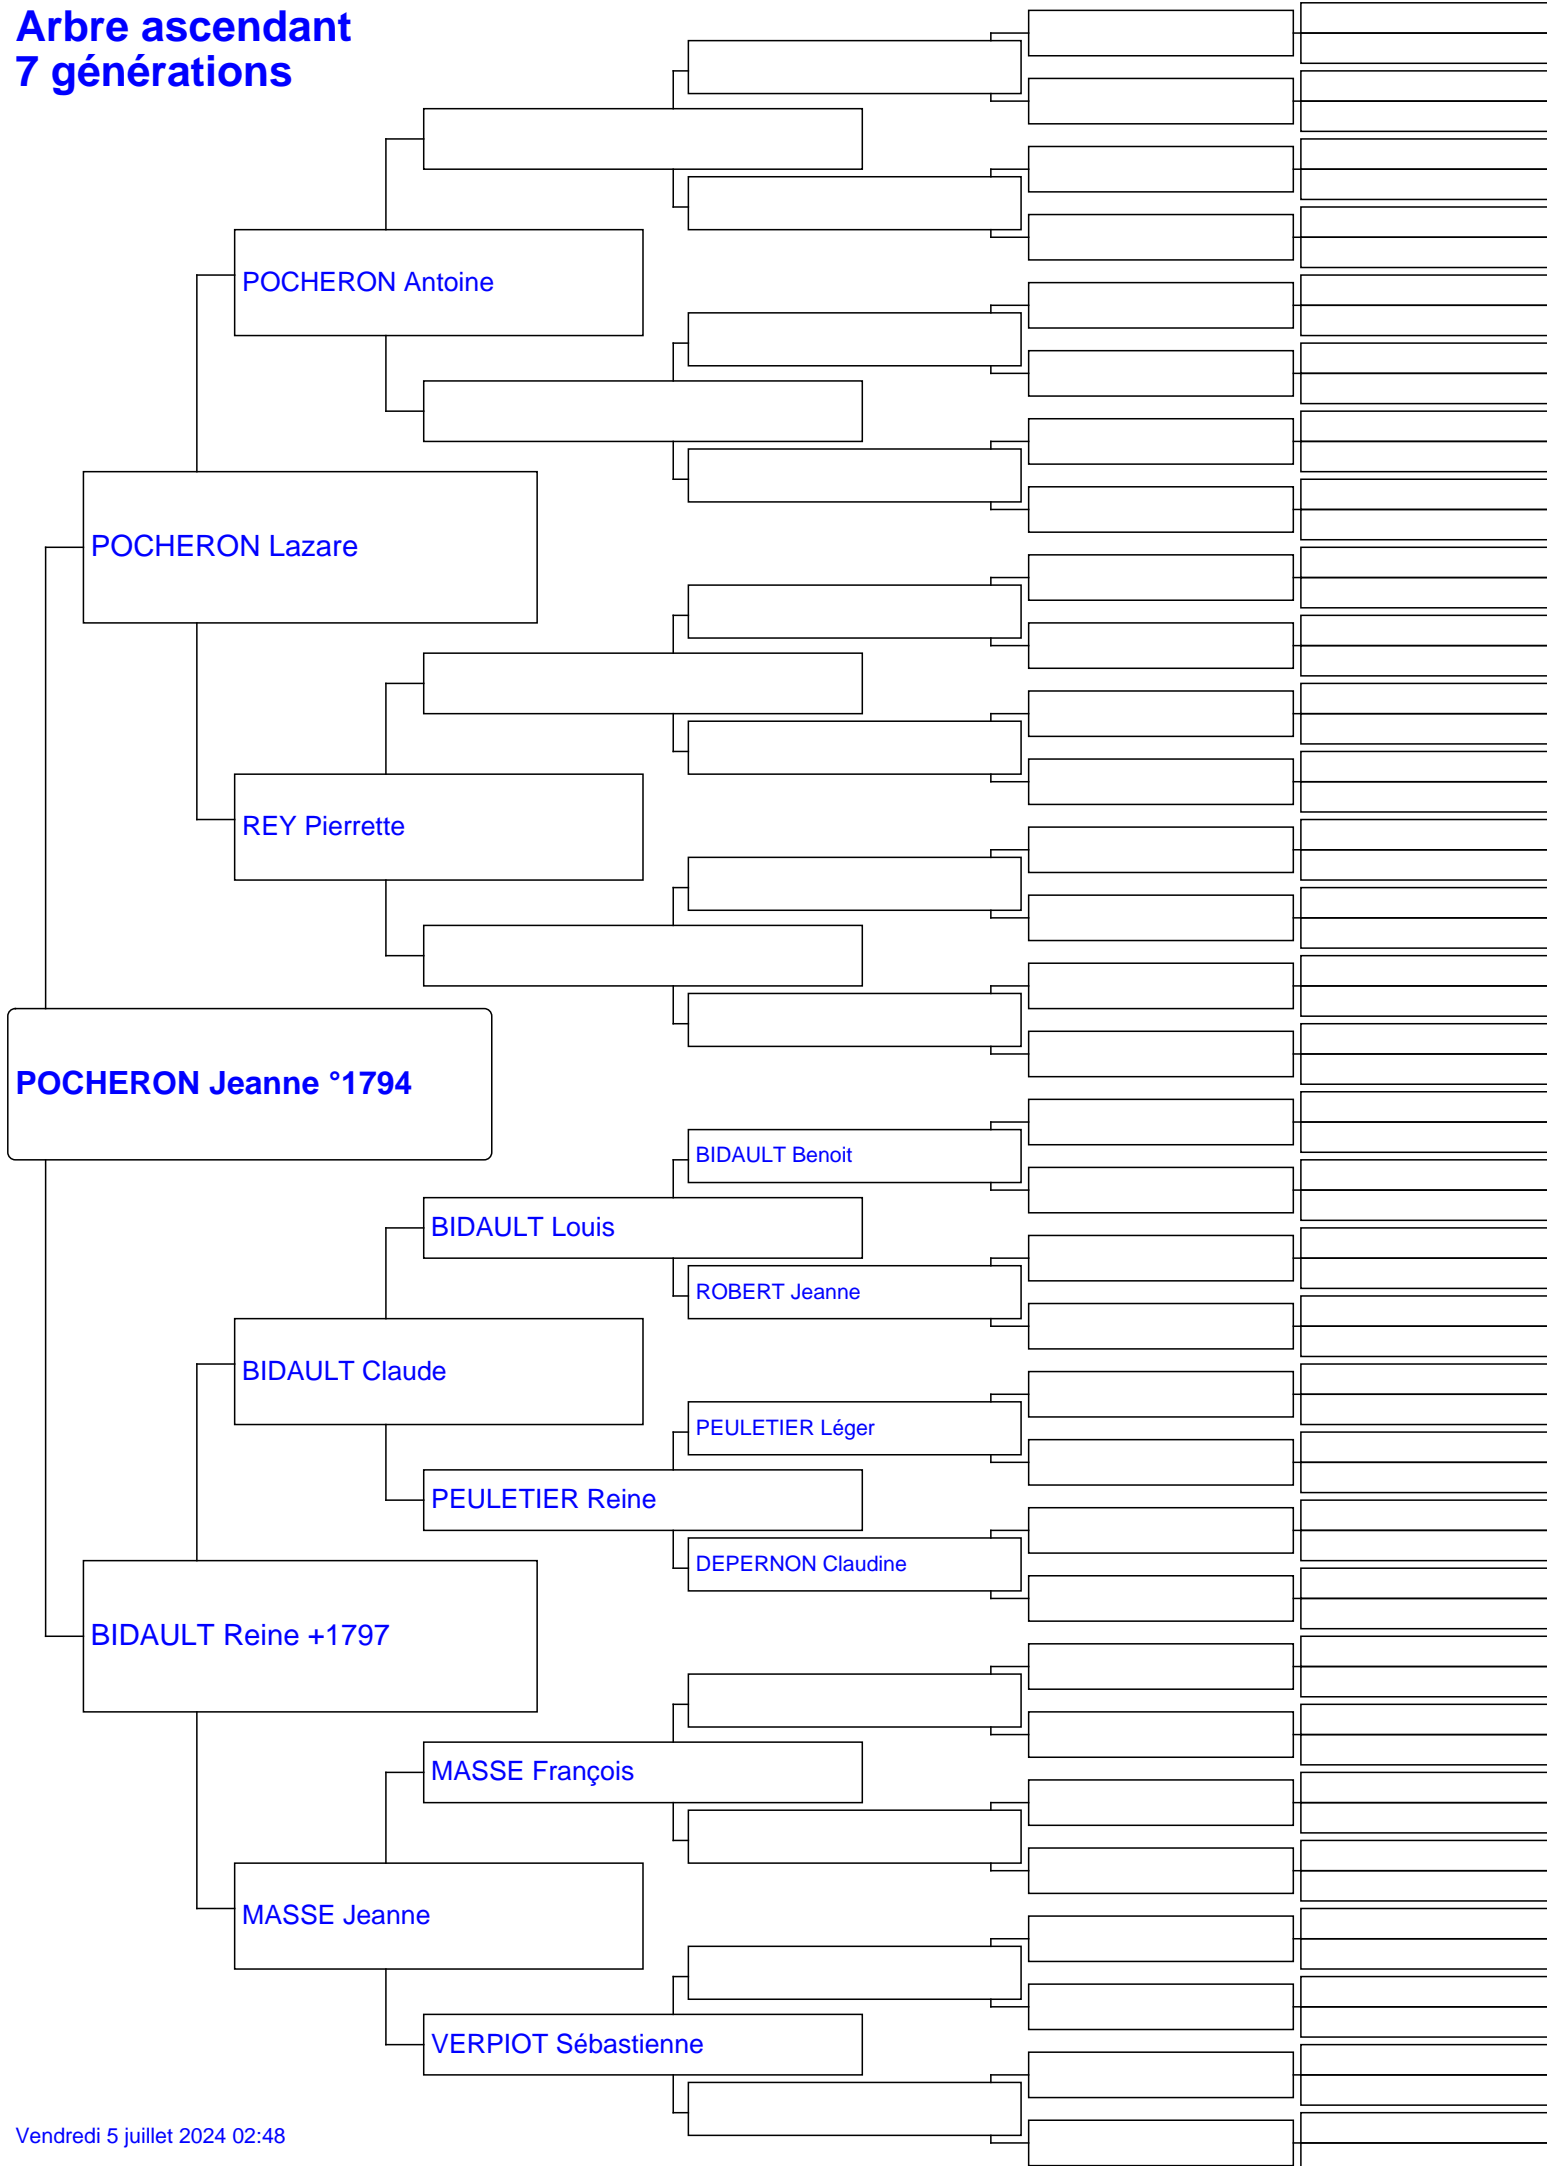 Arbre ascendant
7 générations
POCHERON Antoine
POCHERON Lazare
REY Pierrette
POCHERON Jeanne °1794
BIDAULT Benoit
BIDAULT Louis
ROBERT Jeanne
BIDAULT Claude
PEULETIER Léger
PEULETIER Reine
DEPERNON Claudine
BIDAULT Reine +1797
MASSE François
MASSE Jeanne
VERPIOT Sébastienne
Vendredi 5 juillet 2024 02:48